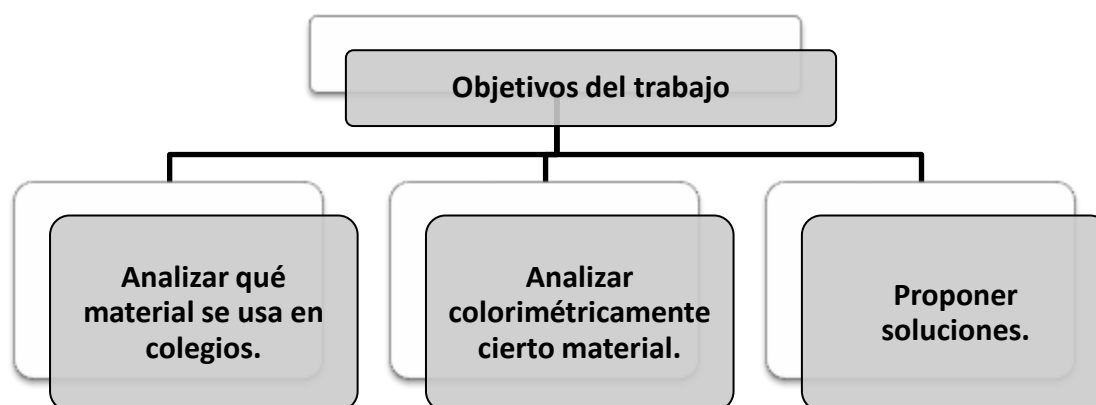 Objetivos del trabajo
Analizar qué
material se usa en
colegios.
Analizar
colorimétricamente
cierto material.
Proponer
soluciones.